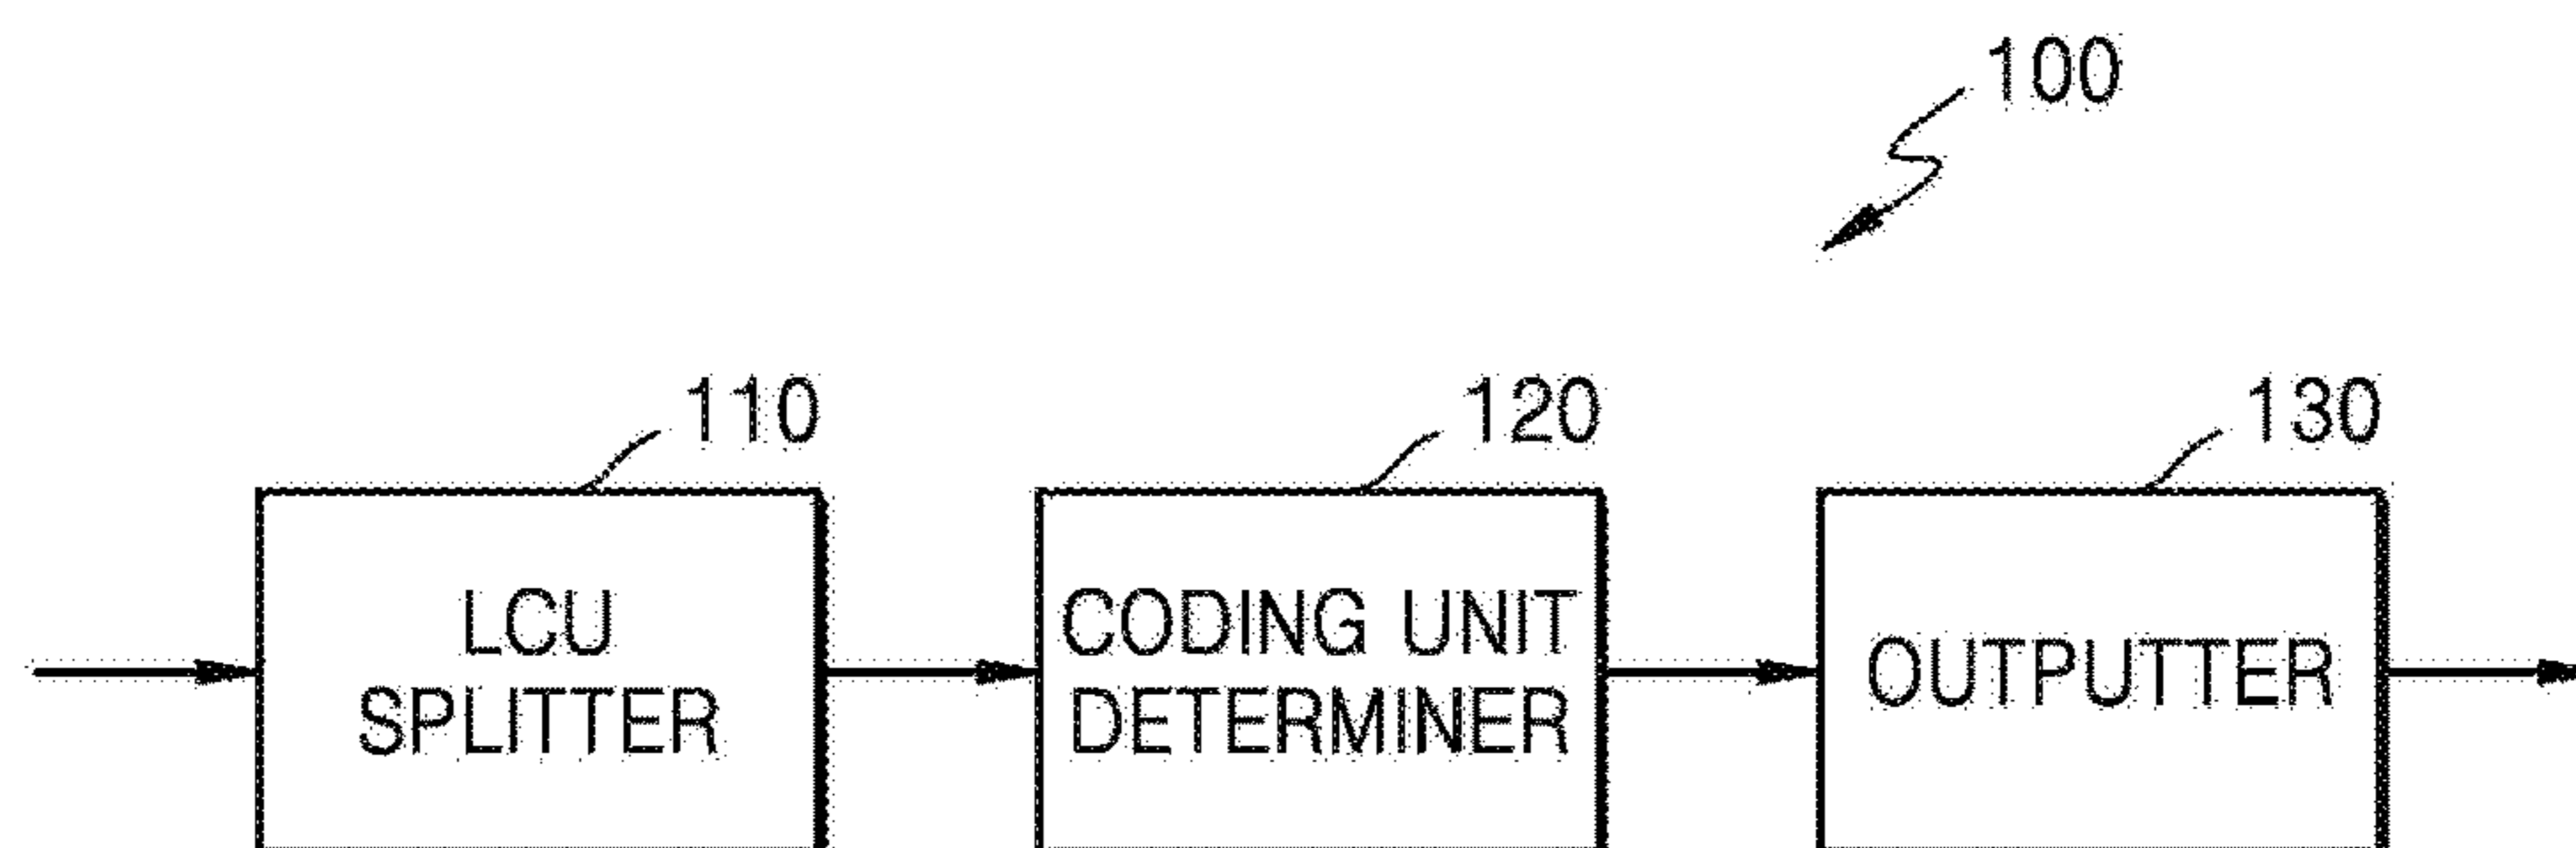 100
110
120
130
LCU
SPLITTER
CODING UNIT
DETERMINER
OUTPUTTER